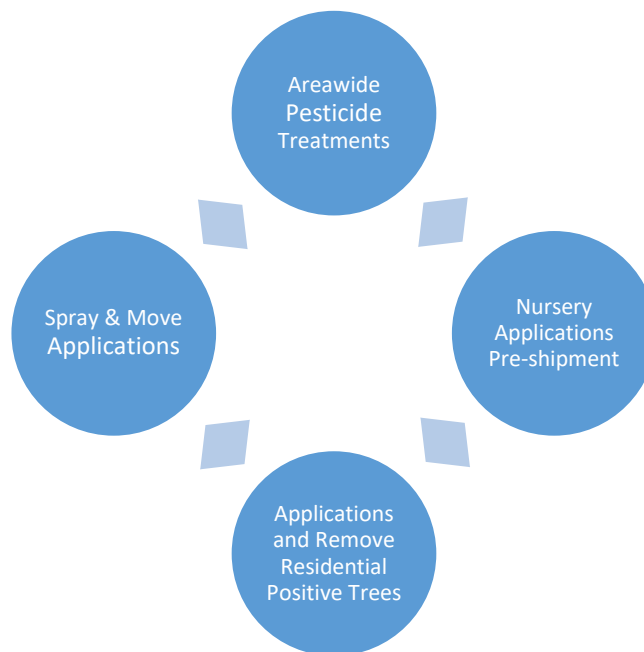 Areawide
Pesticide
Treatments
Spray & Move
Applications
Nursery
Applications
Pre-shipment
Applications
and Remove
Residential
Positive Trees